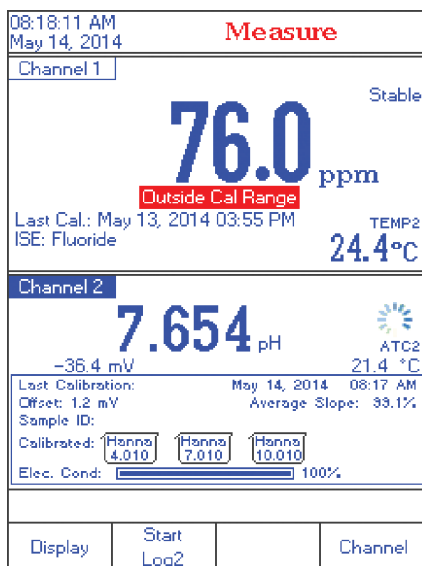 08:18:11 AM
May 14, 2014
Measure
Channel 1
Stable
76.0 ppm
Outside Cal Range
Last Cal.: May 13, 2014 03:55 PM
ISE: Fluoride
TEMP2
24.4°C
Channel 2
7.654 pH
ATC2
-36.4 mV
21.4 °C
Last Calibration: May 14, 2014 08:17 AM
Offset: 1.2 mV Average Slope: 99.1%
Sample ID:
Calibrated: Hanna 4.010 Hanna 7.010 Hanna 10.010
Elec. Cond: 100%
Display
Start Log2
Channel